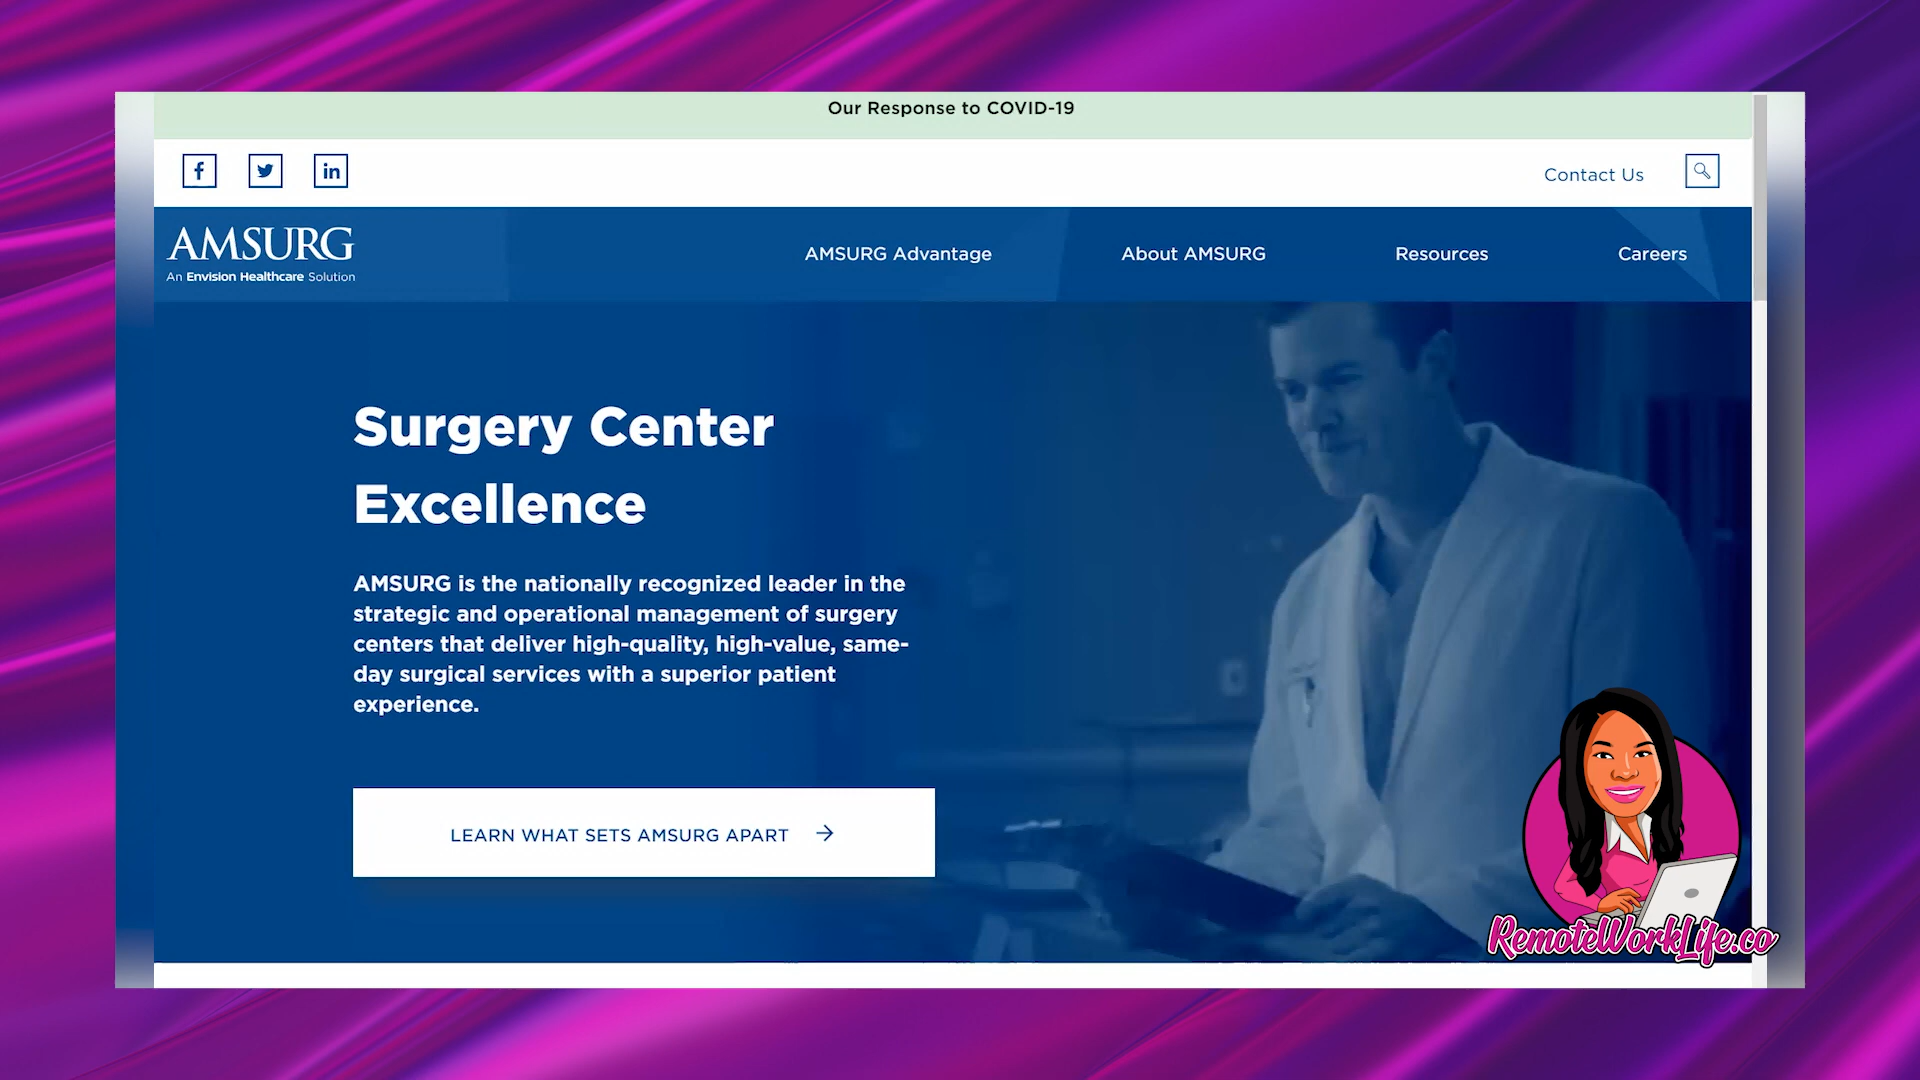 Our Response to COVID-19
f
in
Contact Us
AMSURG
An Envision Healthcare Solution
AMSURG Advantage
About AMSURG
Resources
Careers
Surgery Center
Excellence
AMSURG is the nationally recognized leader in the
strategic and operational management of surgery
centers that deliver high-quality, high-value, same-
day surgical services with a superior patient
experience.
LEARN WHAT SETS AMSURG APART
RemoteWorkLife.co